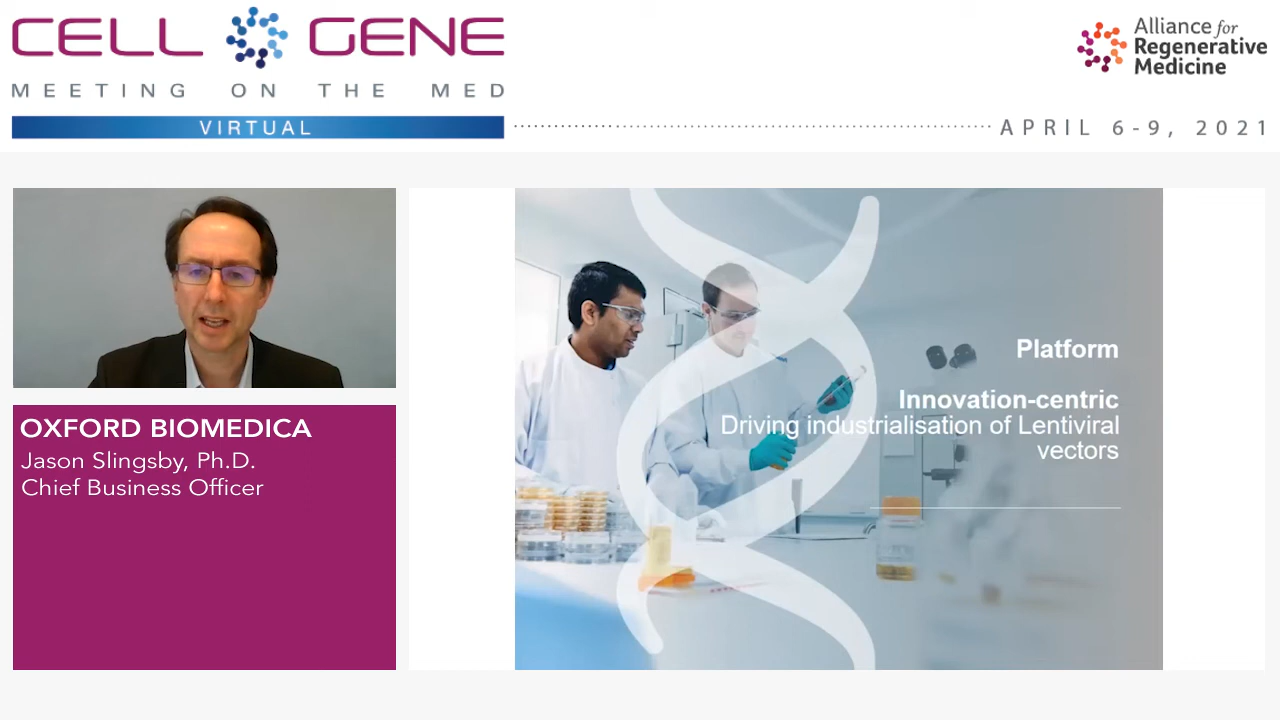 CELL GENE
MEETING ON THE MED
VIRTUAL
Alliance for
Regenerative
Medicine
APRIL 6-9, 2021
OXFORD BIOMEDICA
Jason Slingsby, Ph.D.
Chief Business Officer
Platform
Innovation-centric
Driving industrialisation of Lentiviral
vectors